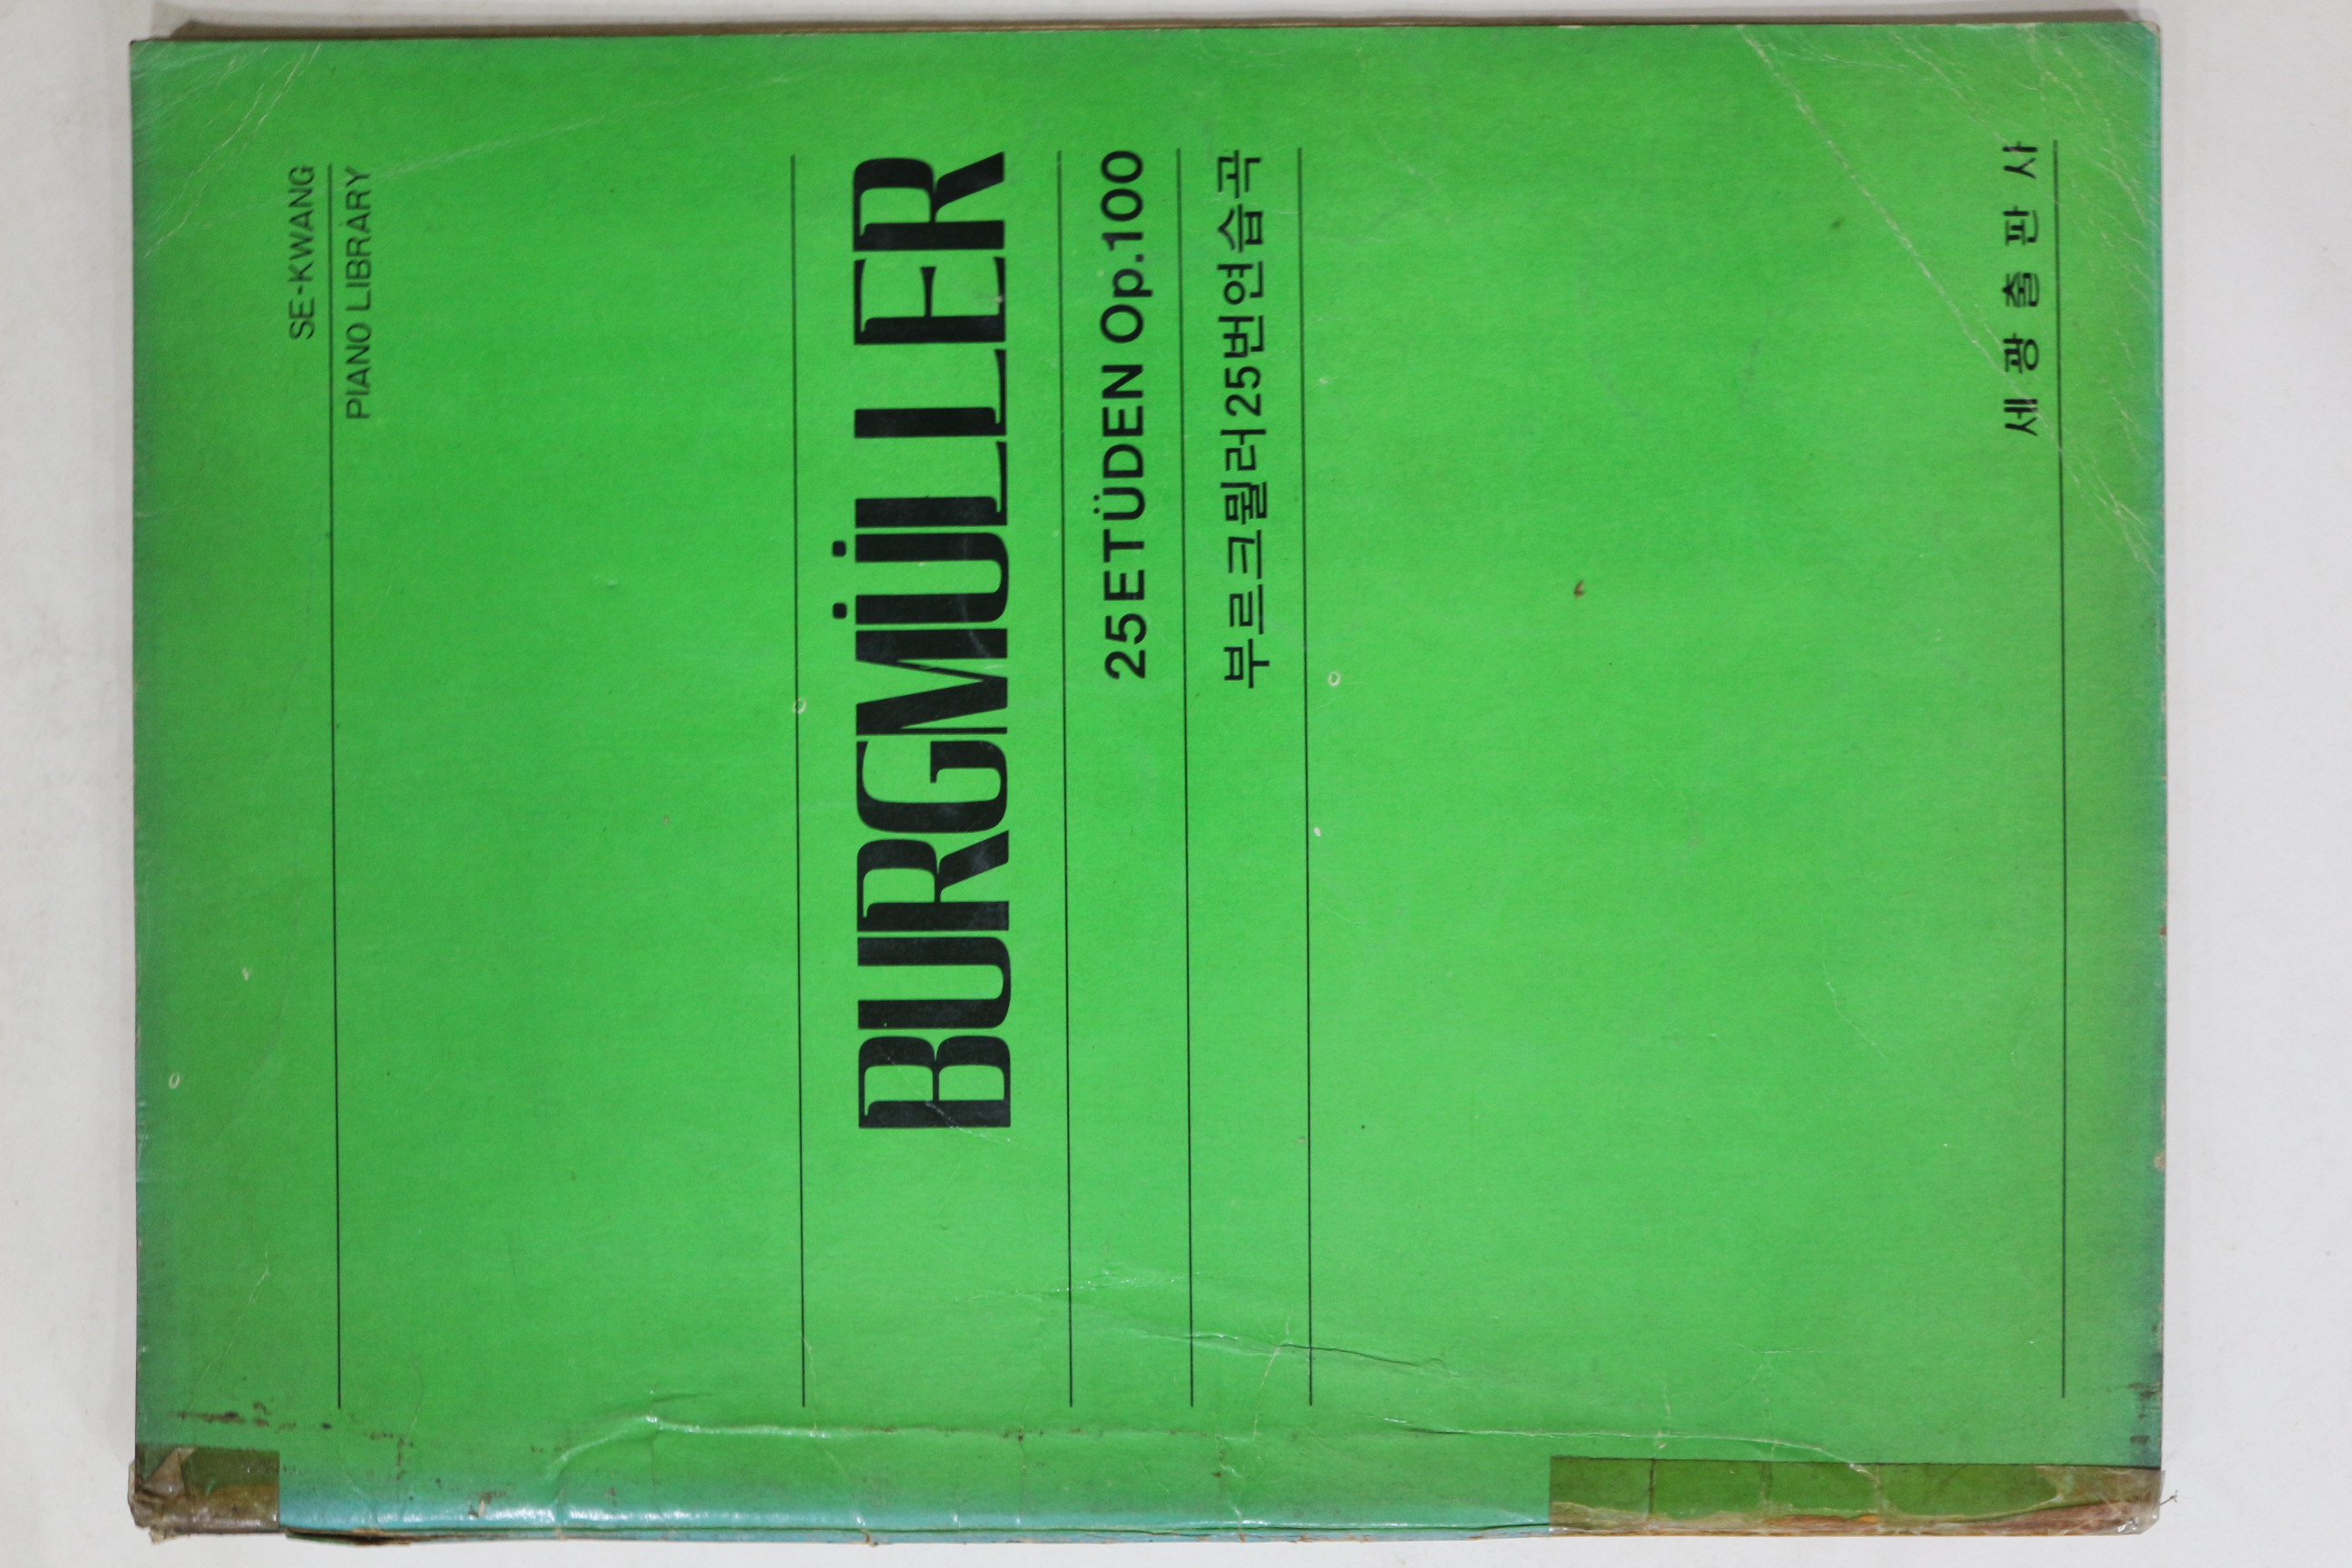 SE-KWANG
PIANO LIBRARY
BURGMÜLLER
25 ETÜDEN Op.100
부르크뮐러25번연습곡
세광출판사